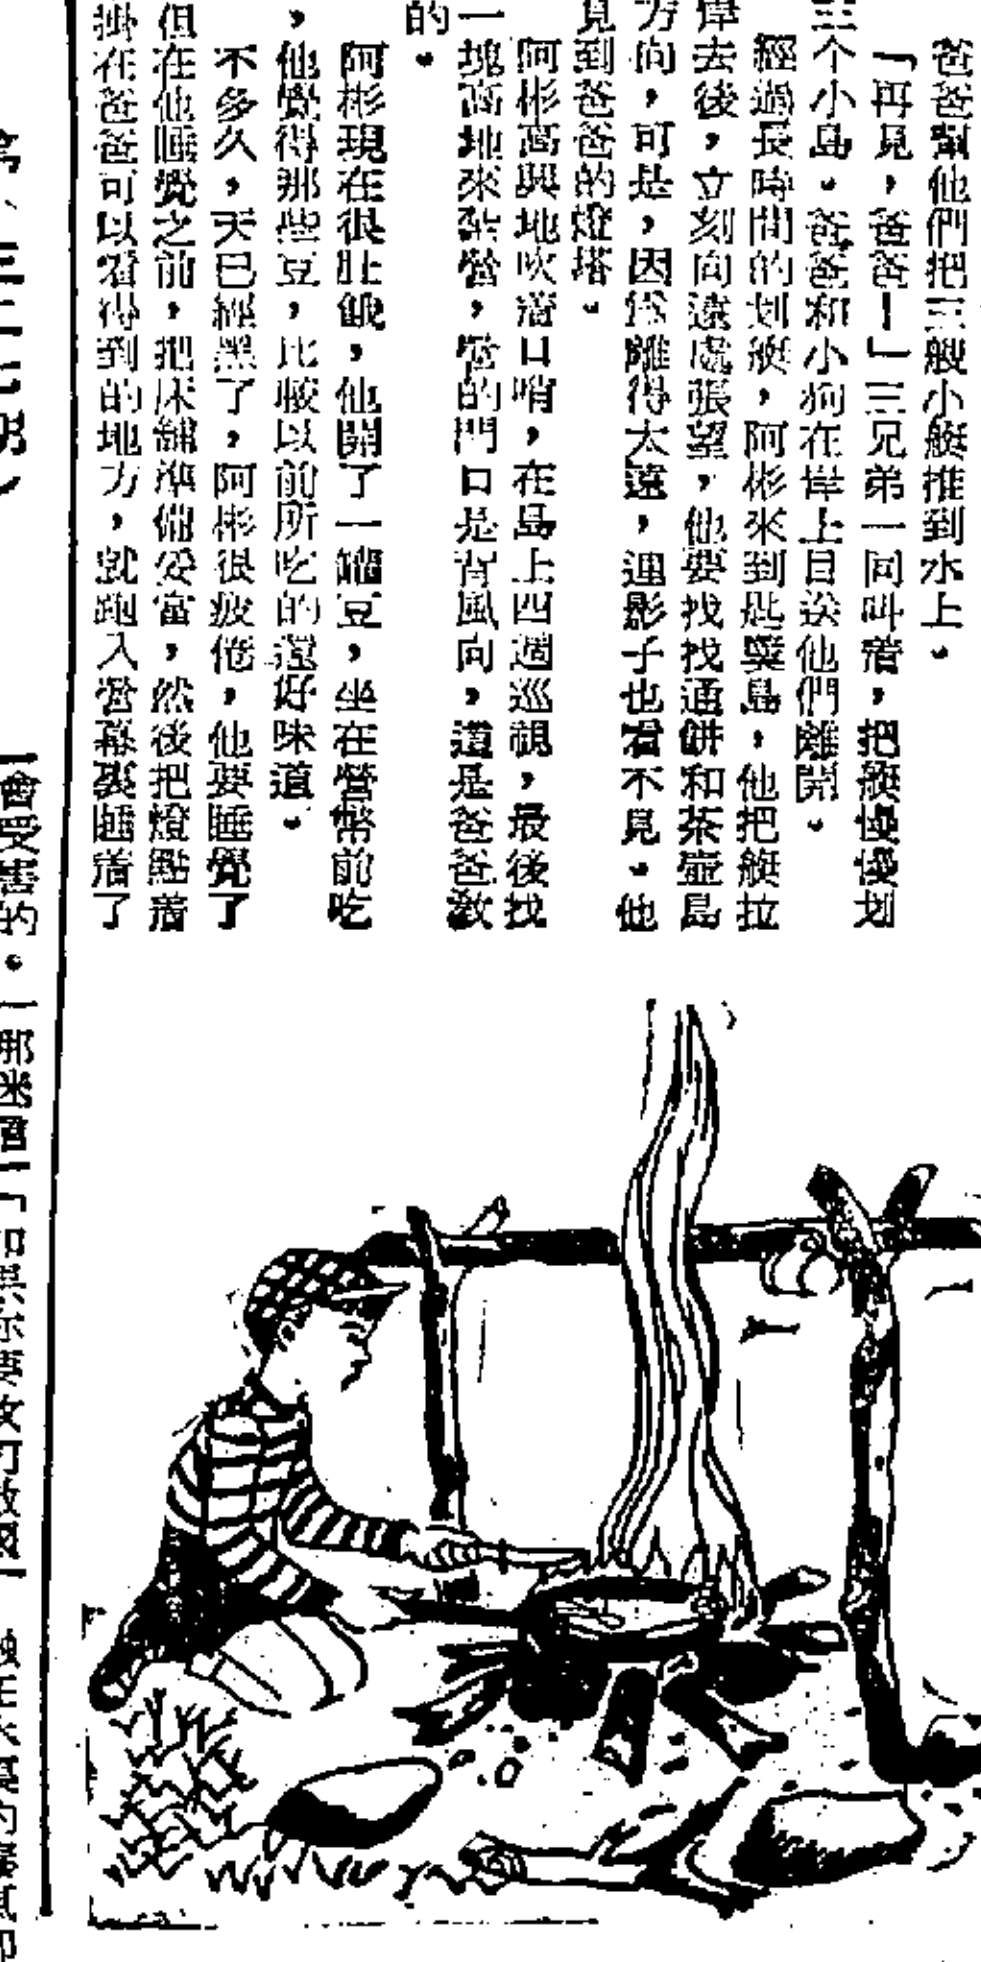 爸爸幫他們把三艘小艇推到水上。
「再見，爸爸！」三兄弟一同叫着，把艇慢慢划
三个小島。爸爸和小狗在岸上目送他們離開。
經過長時間的划艇，阿彬來到匙羹島，他把艇拉
岸去後，立刻向遠處張望，他要找找通餅和茶壺島
方向，可是，因爲離得太遠，連影子也看不見。他
見到爸爸的燈塔。
阿彬高興地吹着口哨，在島上四週巡視，最後找
一塊高地來紮營，營的門口是背風向，這是爸爸敎
的。
阿彬現在很肚餓，他開了一罐豆，坐在營幣前吃
，他覺得那些豆，比較以前所吃的還好味道。
不多久，天已經黑了，阿彬很疲倦，他要睡覺了
但在他睡覺之前，把床舖準備妥當，然後把燈點着
掛在爸爸可以看得到的地方，就跑入營幕裏睡着了
會受害的。